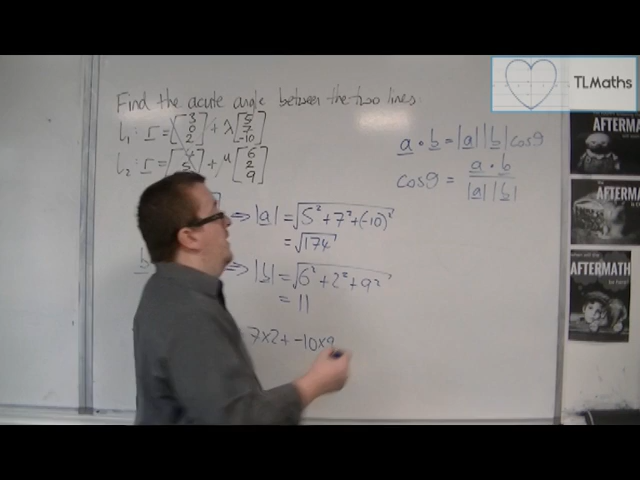 TLMaths
Find the acute angle between the two lines.
l₁ : r = [3 0 2] + λ [5 7 -10]
l₂ : r = [4 5 + μ [6 2 9]
a · b = |a||b| cosθ
cosθ = a · b / |a||b|
⇒ |a| = √5² + 7² + (-10)²
= √174
b ⇒ |b| = √6² + 2² + 9²
= 11
7×2 + -10×9
AFTERMATH
AFTERMA
AFTERMATH